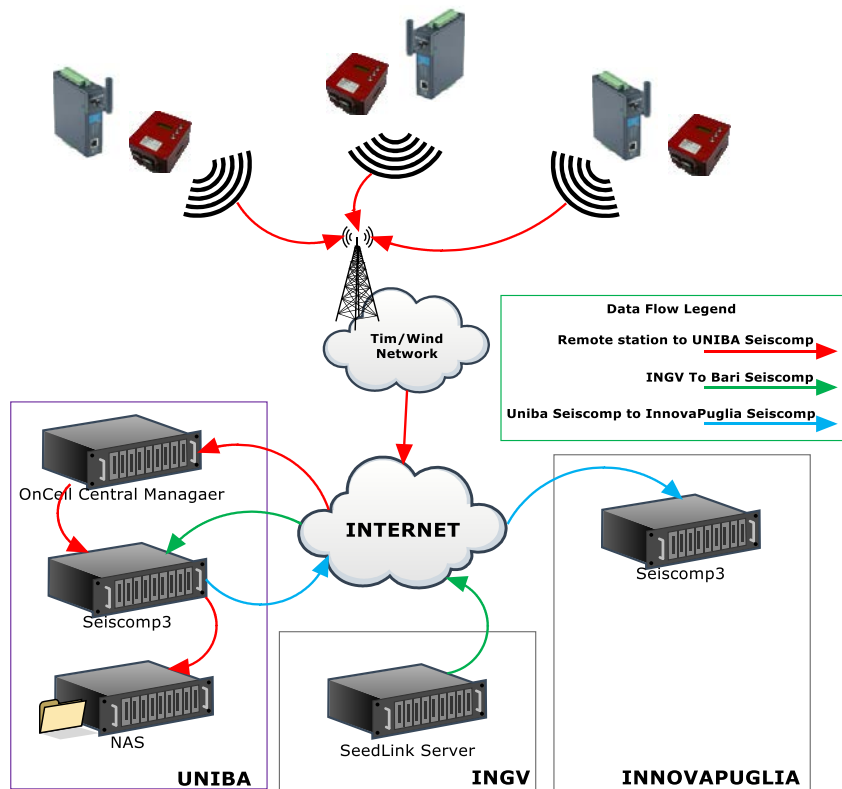 Tim/Wind
Network
Data Flow Legend
Remote station to UNIBA Seiscomp
INGV To Bari Seiscomp
Uniba Seiscomp to InnovaPuglia Seiscomp
OnCell Central Managaer
INTERNET
Seiscomp3
Seiscomp3
NAS
SeedLink Server
UNIBA
INGV
INNOVAPUGLIA